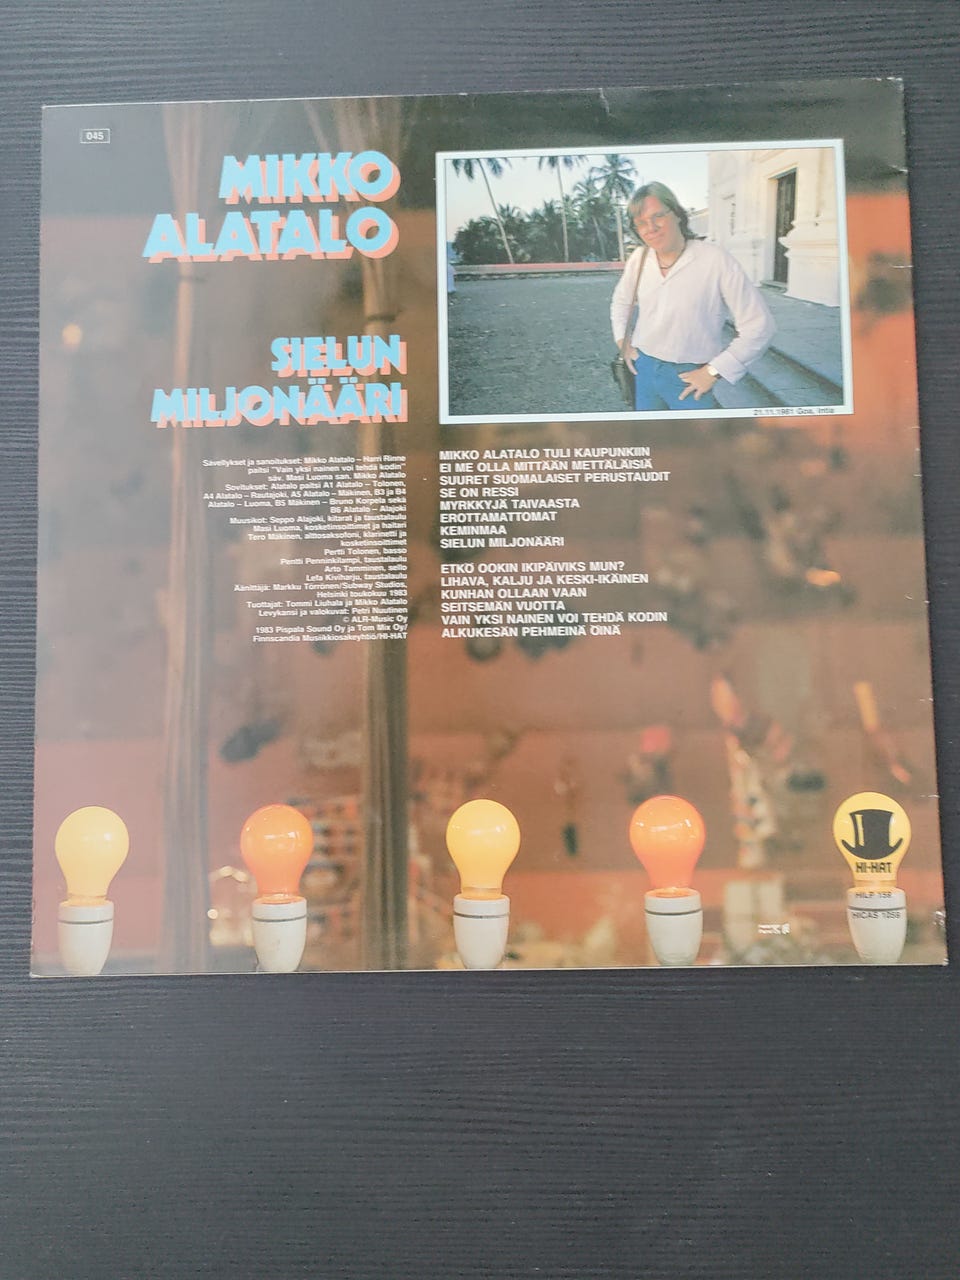 045
MIKKO
ALATALO
SIELUN
MILJONÄÄRI
21.11.1981 Goa, Intia
Sävellykset ja sanoitukset: Mikko Alatalo – Harri Rinne
paitsi "Vain yksi nainen voi tehdä kodin"
säv. Masi Luoma san. Mikko Alatalo
Sovitukset: Alatalo paitsi A1 Alatalo – Tolonen,
A4 Alatalo – Rautajoki, A5 Alatalo – Mäkinen, B3 ja B4
Alatalo – Luoma, B5 Mäkinen – Bruno Korpela sekä
B6 Alatalo – Alajoki
Muusikot: Seppo Alajoki, kitarat ja taustalaulu
Masi Luoma, kosketinsoittimet ja haitari
Tero Mäkinen, alttosaksofoni, klarinetti ja
kosketinsoittimet
Pertti Tolonen, basso
Pentti Penninkilampi, taustalaulu
Arto Tamminen, sello
Lefa Kiviharju, taustalaulu
Äänittäjä: Markku Törrönen/Subway Studios,
Helsinki toukokuu 1983
Tuottajat: Tommi Liuhala ja Mikko Alatalo
Levykansi ja valokuvat: Petri Nuutinen
© ALR-Music Oy
1983 Pispala Sound Oy ja Tom Mix Oy/
Finnscandia Musiikkiosakeyhtiö/HI-HAT
MIKKO ALATALO TULI KAUPUNKIIN
EI ME OLLA MITTÄÄN METTÄLÄISIÄ
SUURET SUOMALAISET PERUSTAUDIT
SE ON RESSI
MYRKKYJÄ TAIVAASTA
EROTTAMATTOMAT
KEMINMAA
SIELUN MILJONÄÄRI
ETKÖ OOKIN IKIPÄIVIKS MUN?
LIHAVA, KALJU JA KESKI-IKÄINEN
KUNHAN OLLAAN VAAN
SEITSEMÄN VUOTTA
VAIN YKSI NAINEN VOI TEHDÄ KODIN
ALKUKESÄN PEHMEINÄ ÖINÄ
HI-HAT
HILP 158
HICAS 1058